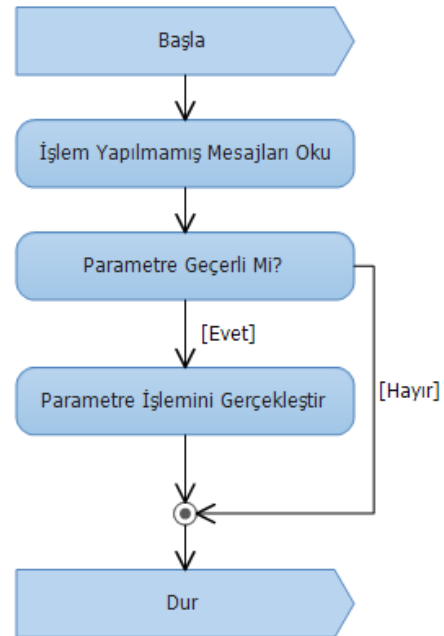 Başla
İşlem Yapılmamış Mesajları Oku
Parametre Geçerli Mi?
[Evet]
[Hayır]
Parametre İşlemini Gerçekleştir
Dur